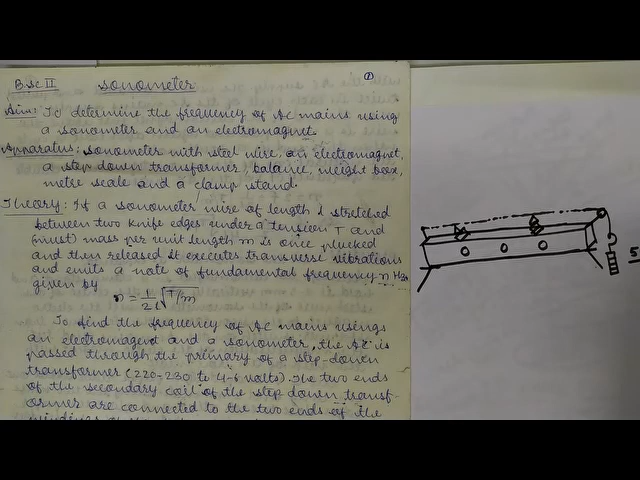 B.Sc II Sonometer ①
Aim: To determine the frequency of AC mains using
a sonometer and an electromagnet.
Apparatus: Sonometer with steel wire, an electromagnet,
a step down transformer, balance, weight box,
metre scale and a clamp stand.
Theory: If a sonometer wire of length l stretched
between two knife edges under a tension T and
mass per unit length m is once plucked
and then released it executes transverse vibrations
and emits a note of fundamental frequency n Hz
given by
n = 1/2l √T/m
To find the frequency of AC mains usings
an electromagnet and a sonometer, the AC is
passed through the primary of a step-down
transformer (220-230 to 4-6 volts). The two ends
of the secondary coil of the step down transf-
ormer are connected to the two ends of the